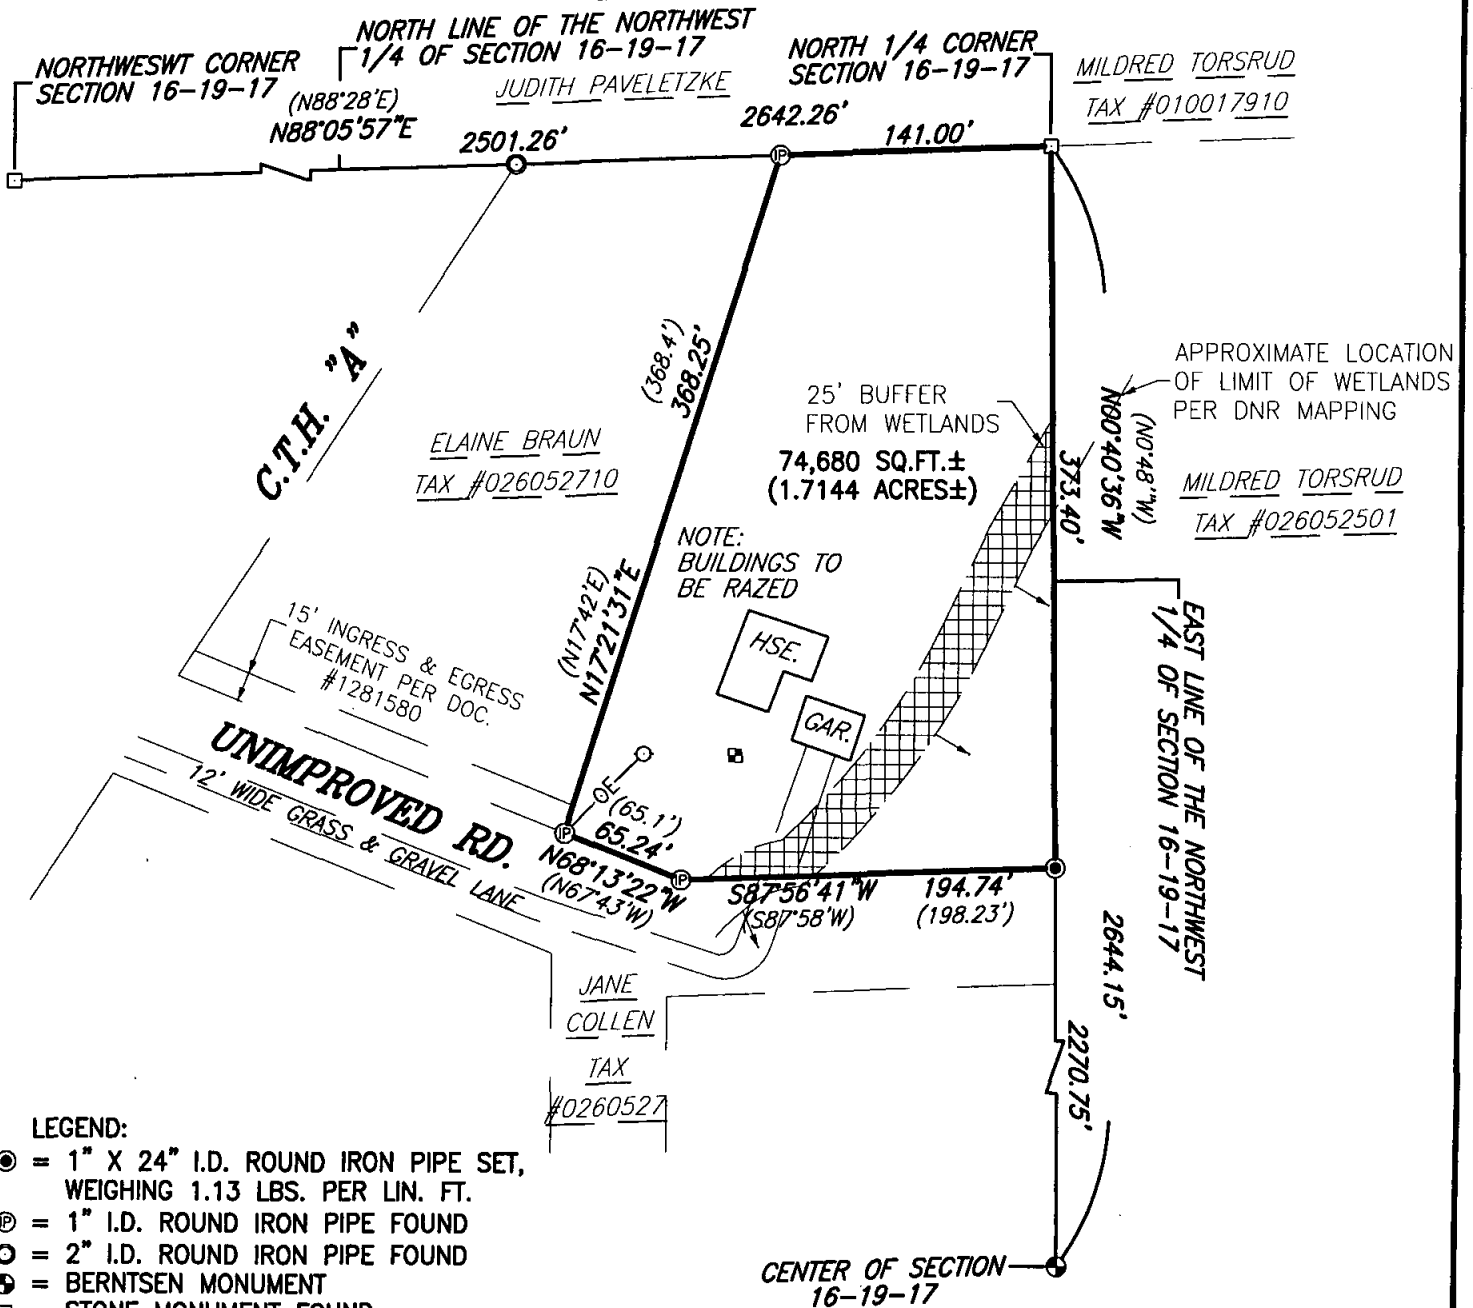 NORTHWESWT CORNER
SECTION 16-19-17
NORTH LINE OF THE NORTHWEST
1/4 OF SECTION 16-19-17
NORTH 1/4 CORNER
SECTION 16-19-17
MILDRED TORSRUD
TAX #010017910
(N88°28'E)
N88°05'57"E
JUDITH PAVELETZKE
2501.26'
2642.26'
141.00'
C.T.H. "A"
(368.4')
368.25'
ELAINE BRAUN
TAX #026052710
25' BUFFER
FROM WETLANDS
74,680 SQ.FT.±
(1.7144 ACRES±)
APPROXIMATE LOCATION
OF LIMIT OF WETLANDS
PER DNR MAPPING
373.40'
N00°40'36"W
(N0°48'W)
MILDRED TORSRUD
TAX #026052501
NOTE:
BUILDINGS TO
BE RAZED
(N17°42'E)
N17°21'31"E
HSE.
GAR.
15' INGRESS & EGRESS
EASEMENT PER DOC.
#1281580
UNIMPROVED RD.
12' WIDE GRASS & GRAVEL LANE
E
(65.1')
65.24'
N68°13'22"W
(N67°43'W)
S87°56'41"W
(S87°58'W)
194.74'
(198.23')
EAST LINE OF THE NORTHWEST
1/4 OF SECTION 16-19-17
2644.15'
2270.75'
JANE
COLLEN
TAX
#0260527
LEGEND:
= 1" X 24" I.D. ROUND IRON PIPE SET,
WEIGHING 1.13 LBS. PER LIN. FT.
IP = 1" I.D. ROUND IRON PIPE FOUND
= 2" I.D. ROUND IRON PIPE FOUND
= BERNTSEN MONUMENT
STONE MONUMENT FOUND
CENTER OF SECTION
16-19-17